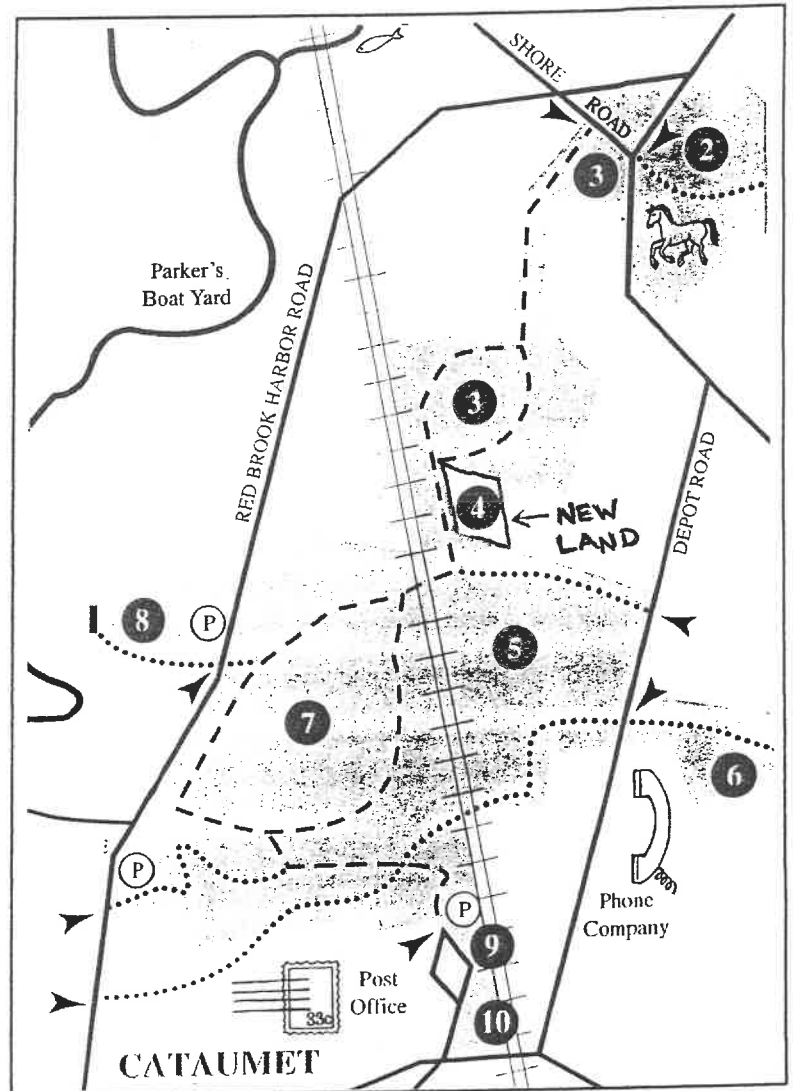 SHORE
ROAD
2
3
Parker's
Boat Yard
RED BROOK HARBOR ROAD
3
4
NEW
LAND
DEPOT ROAD
8
P
5
7
6
P
Phone
Company
P
9
Post
Office
33c
10
CATAUMET